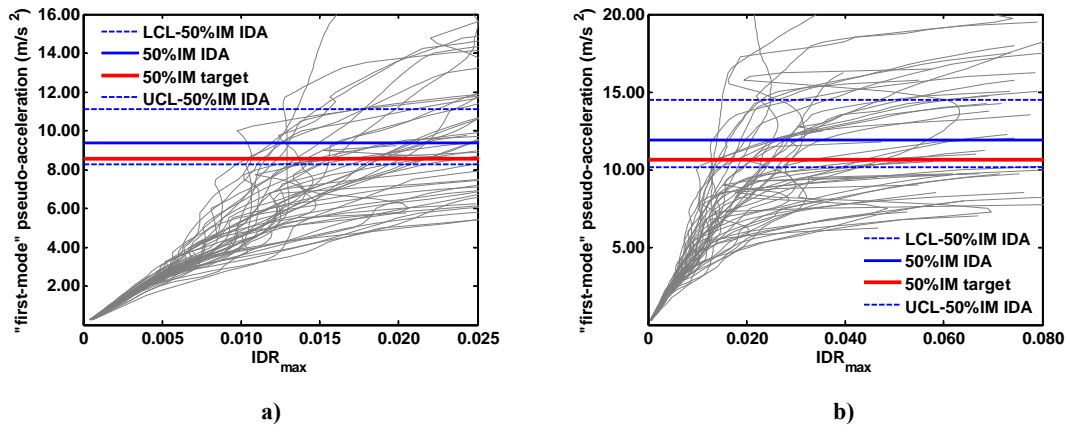 "first-mode" pseudo-acceleration (m/s 2)
16.00
14.00
12.00
10.00
8.00
6.00
4.00
2.00
LCL-50%IM IDA
50%IM IDA
50%IM target
UCL-50%IM IDA
0 0.005 0.010 0.015 0.020 0.025
IDR max
a)
"first-mode" pseudo-acceleration (m/s 2)
20.00
15.00
10.00
5.00
LCL-50%IM IDA
50%IM IDA
50%IM target
UCL-50%IM IDA
0 0.020 0.040 0.060 0.080
IDR max
b)